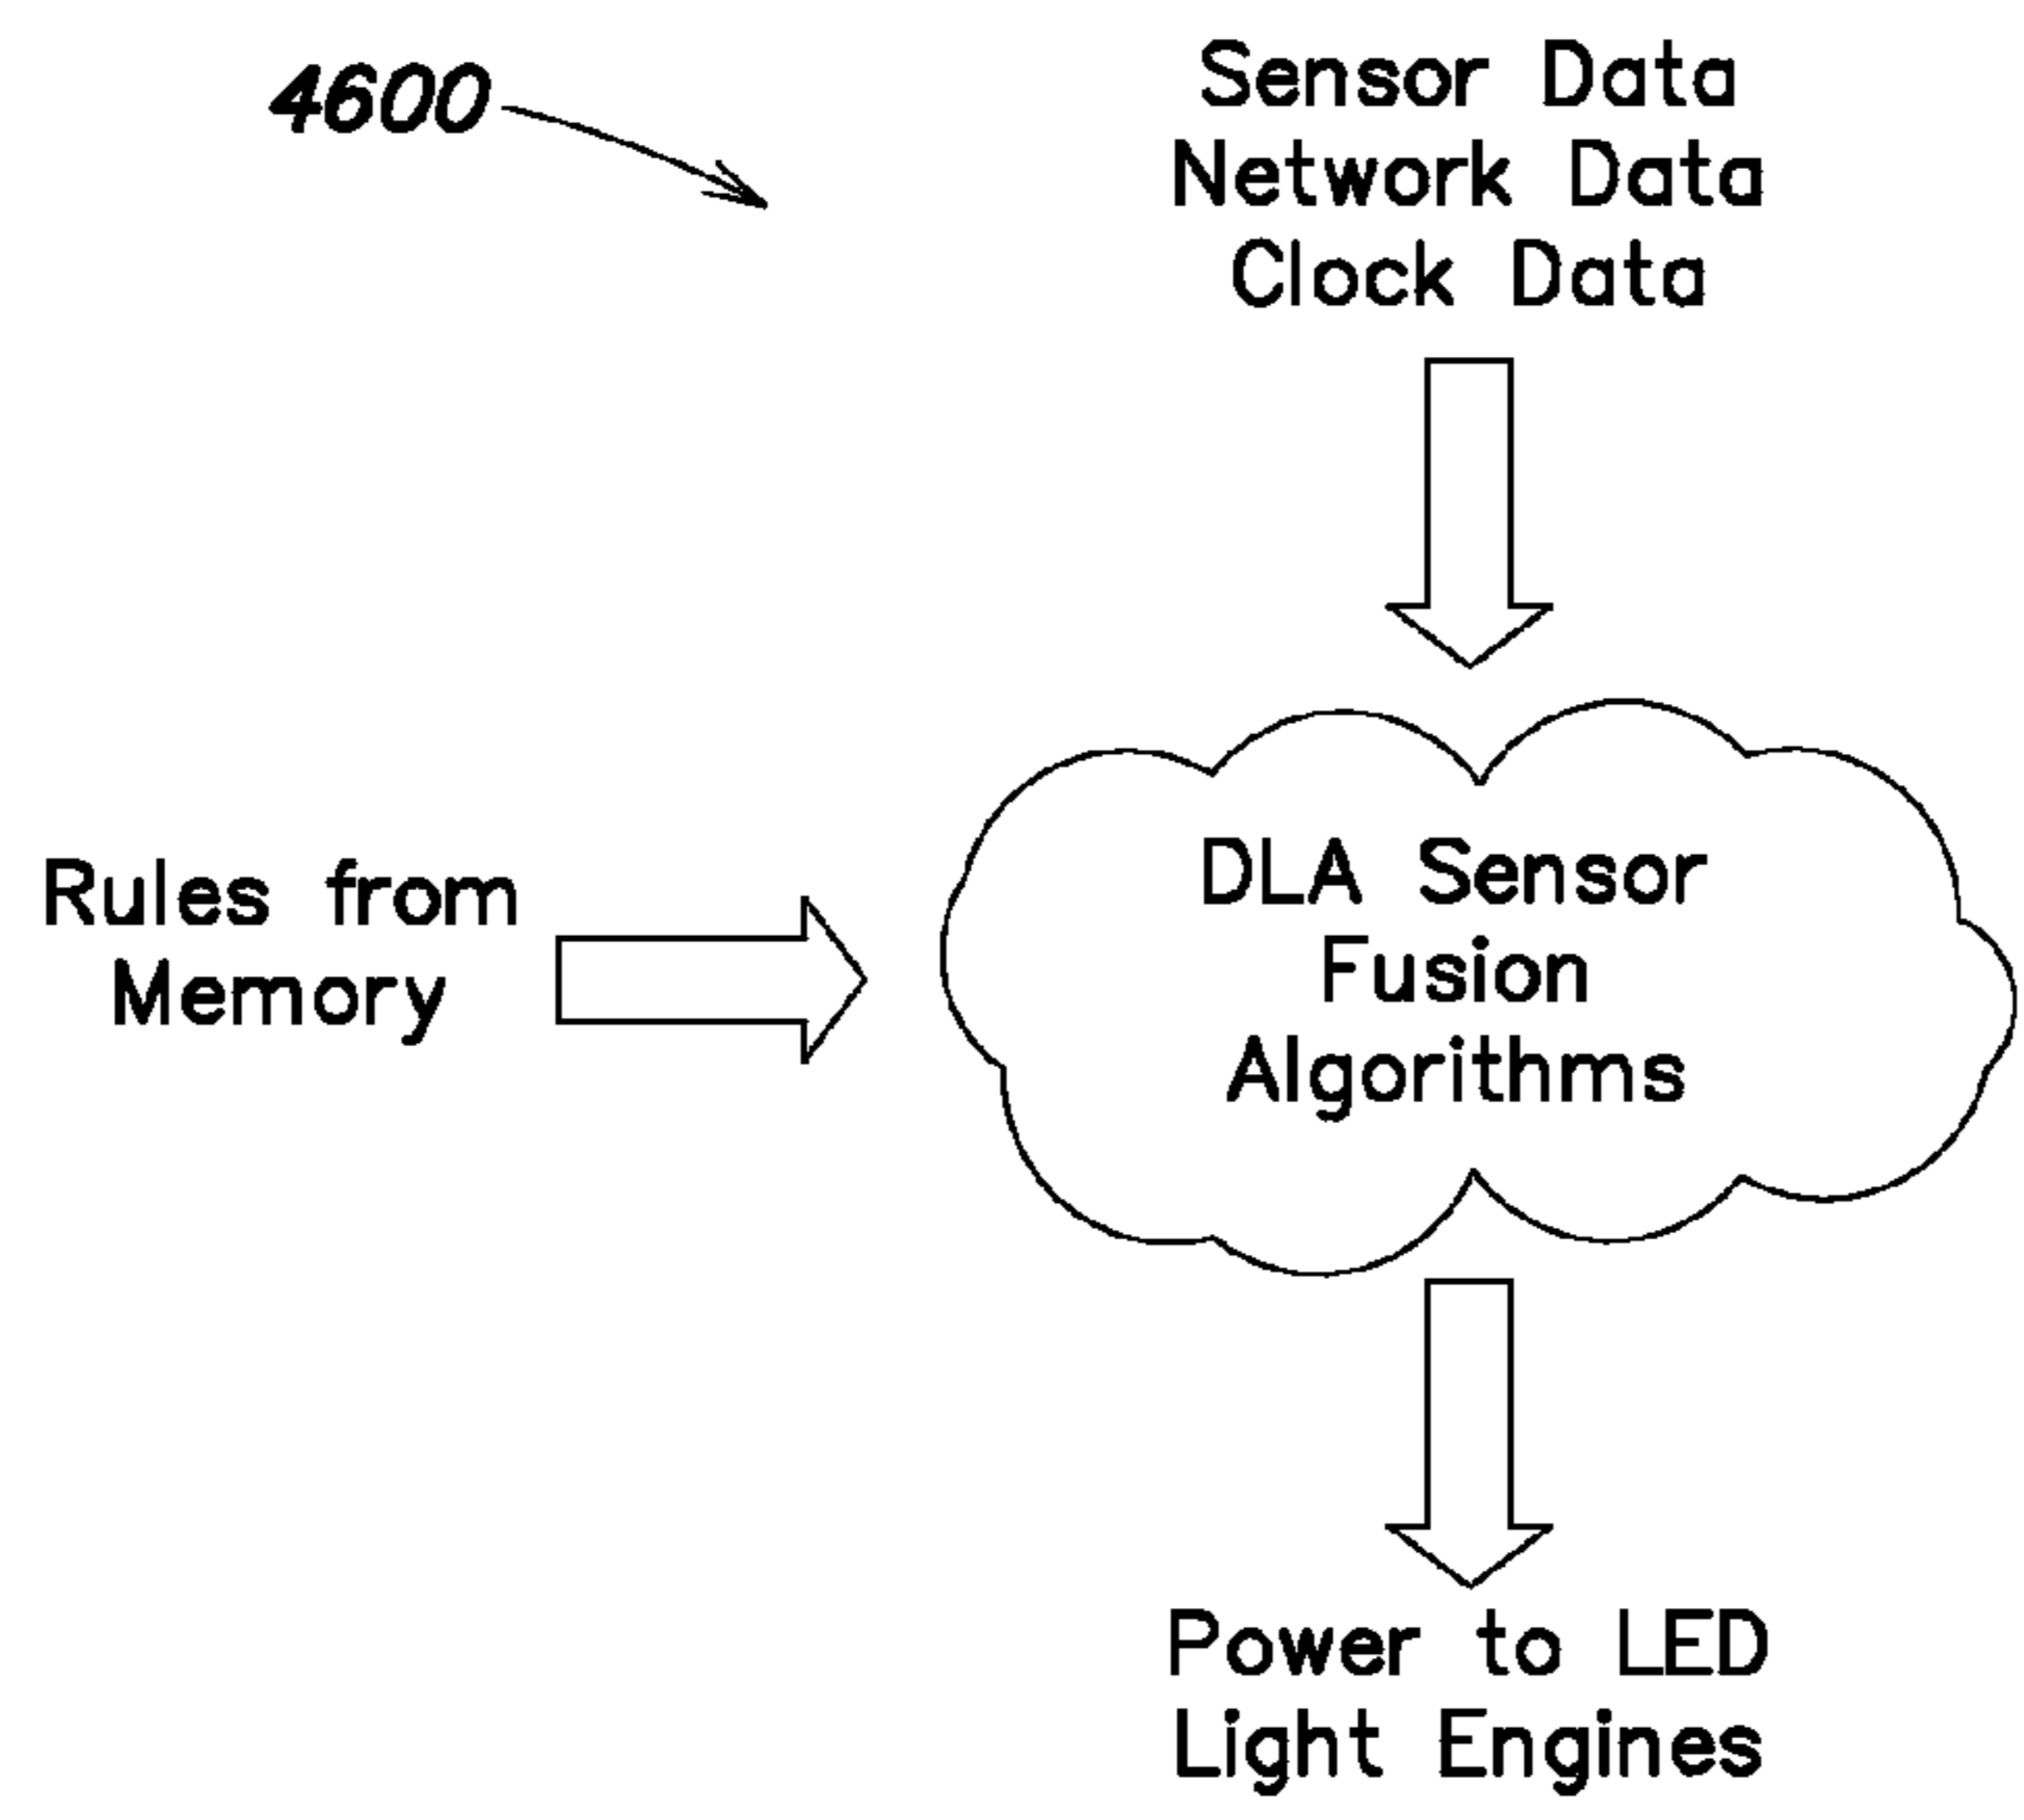 4600
Sensor Data
Network Data
Clock Data
Rules from
Memory
DLA Sensor
Fusion
Algorithms
Power to LED
Light Engines